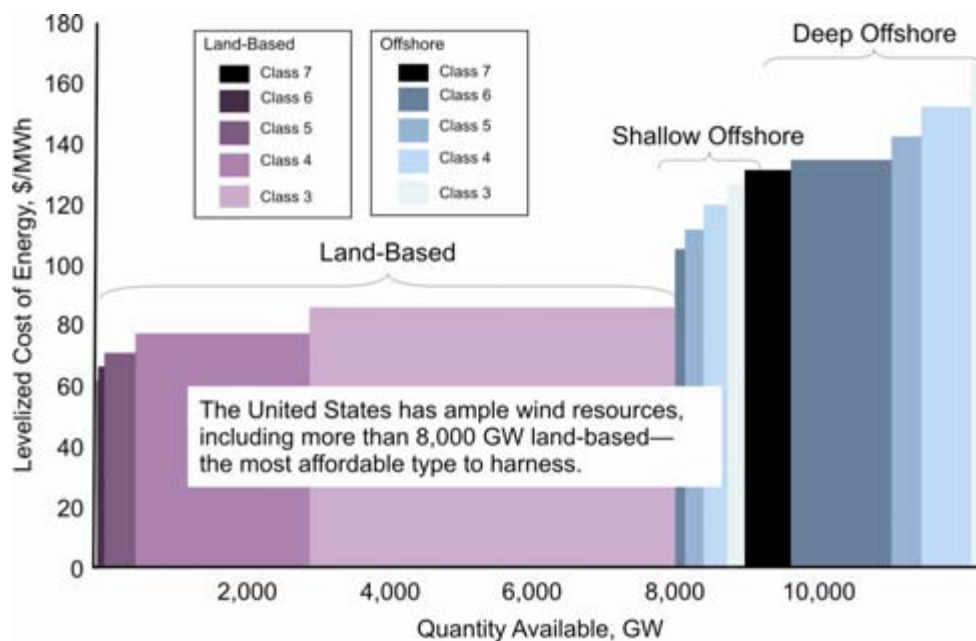 180
160
140
120
100
80
60
40
20
0
Levelized Cost of Energy, $/MWh
Land-Based
Class 7
Class 6
Class 5
Class 4
Class 3
Offshore
Class 7
Class 6
Class 5
Class 4
Class 3
Deep Offshore
Shallow Offshore
Land-Based
The United States has ample wind resources,
including more than 8,000 GW land-based—
the most affordable type to harness.
2,000
4,000
6,000
8,000
10,000
Quantity Available, GW